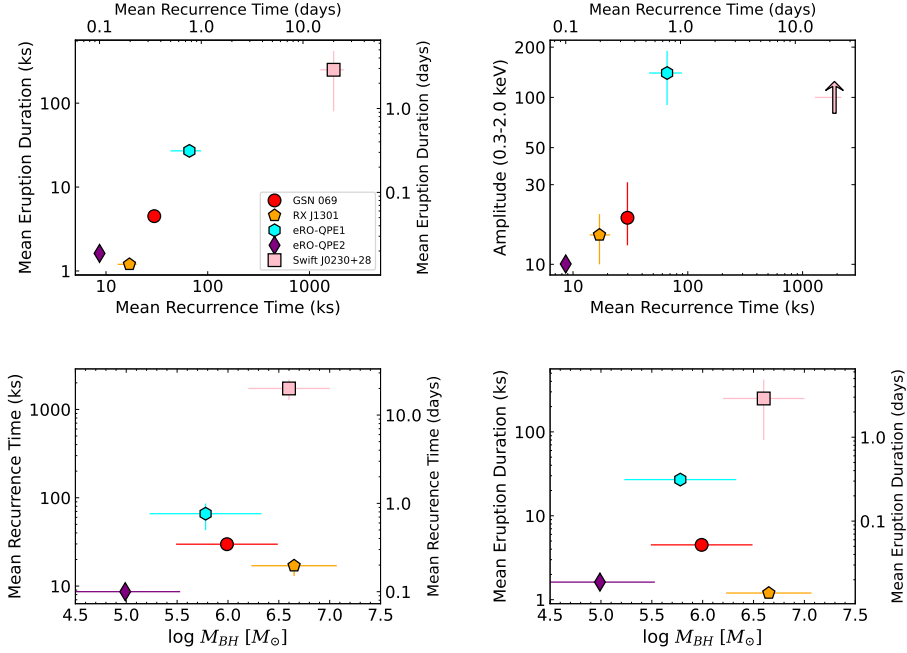 Mean Recurrence Time (days)
0.1 1.0 10.0
Mean Eruption Duration (ks)
100
10
1
1.0
0.1
Mean Eruption Duration (days)
GSN 069
RX J1301
eRO-QPE1
eRO-QPE2
Swift J0230+28
10 100 1000
Mean Recurrence Time (ks)
Mean Recurrence Time (days)
0.1 1.0 10.0
Amplitude (0.3-2.0 keV)
200
100
50
30
10
10 100 1000
Mean Recurrence Time (ks)
Mean Recurrence Time (ks)
1000
100
10
10.0
1.0
0.1
Mean Recurrence Time (days)
4.5 5.0 5.5 6.0 6.5 7.0 7.5
log M_BH [M_⊙]
Mean Eruption Duration (ks)
100
10
1
1.0
0.1
Mean Eruption Duration (days)
4.5 5.0 5.5 6.0 6.5 7.0 7.5
log M_BH [M_⊙]